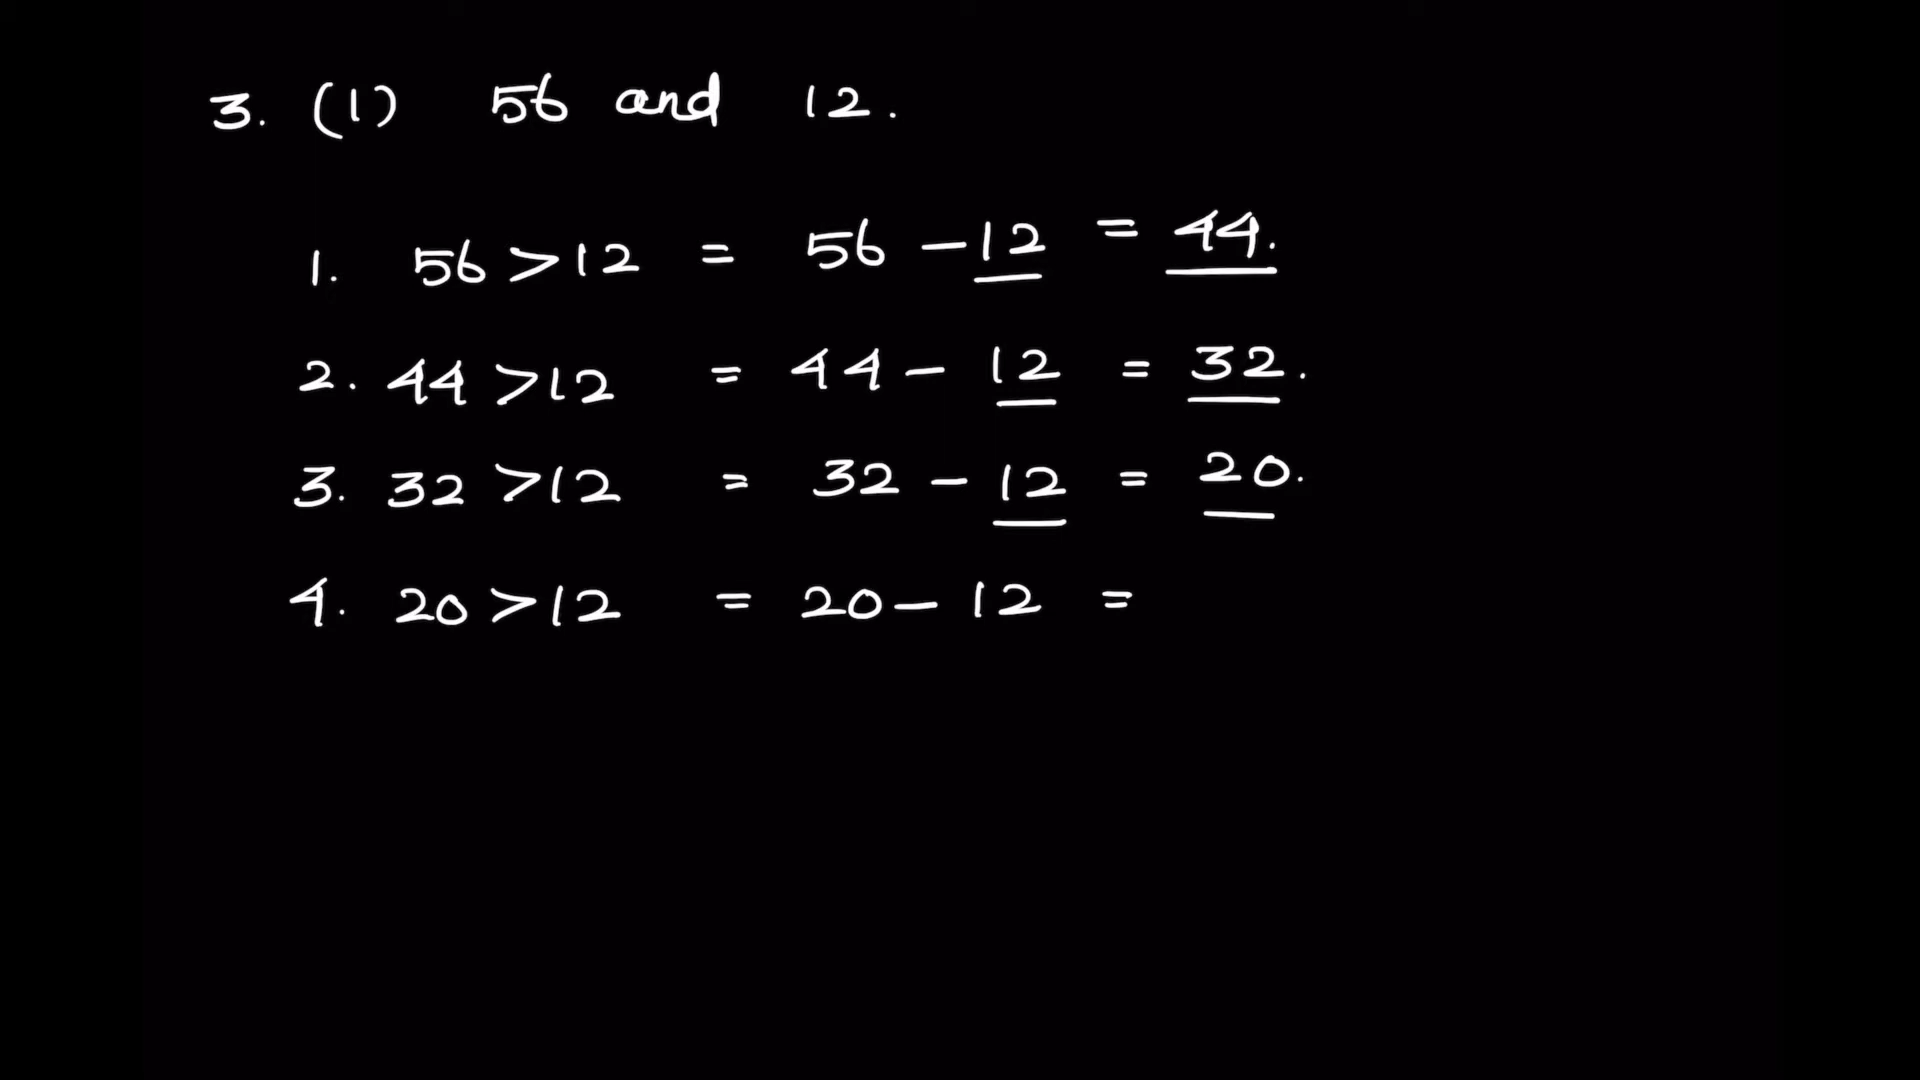 3. (1) 56 and 12.
1. 56 > 12 = 56 - 12 = 44.
2. 44 > 12 = 44 - 12 = 32.
3. 32 > 12 = 32 - 12 = 20.
4. 20 > 12 = 20 - 12 =